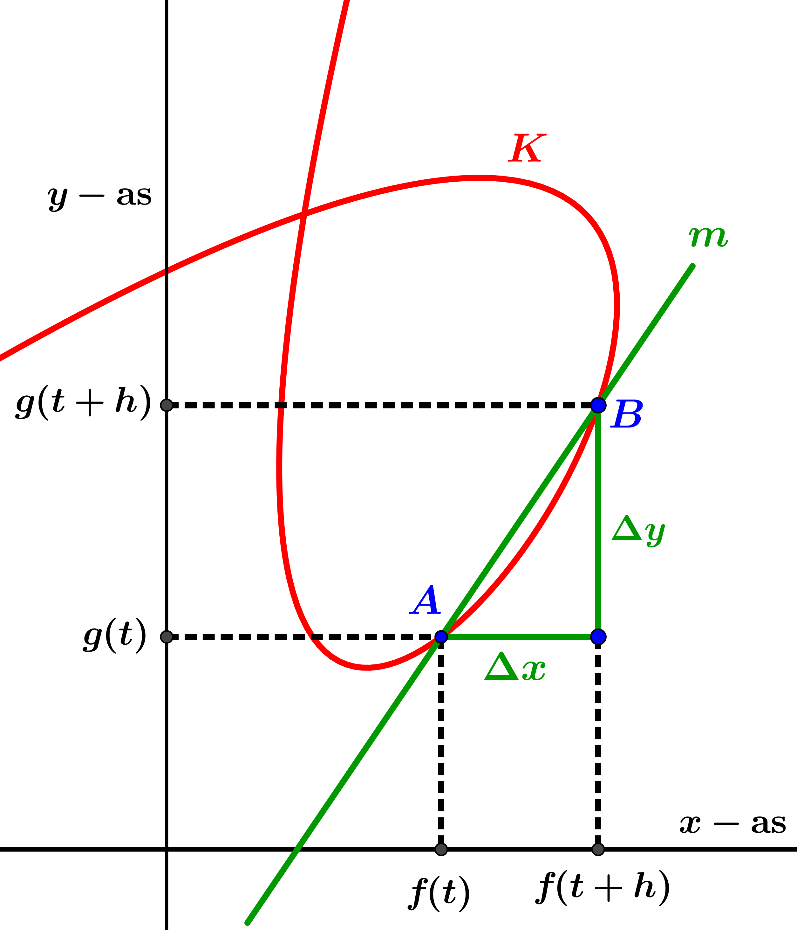 K
y − as
m
g(t + h)
B
Δy
A
g(t)
Δx
x − as
f(t)
f(t + h)